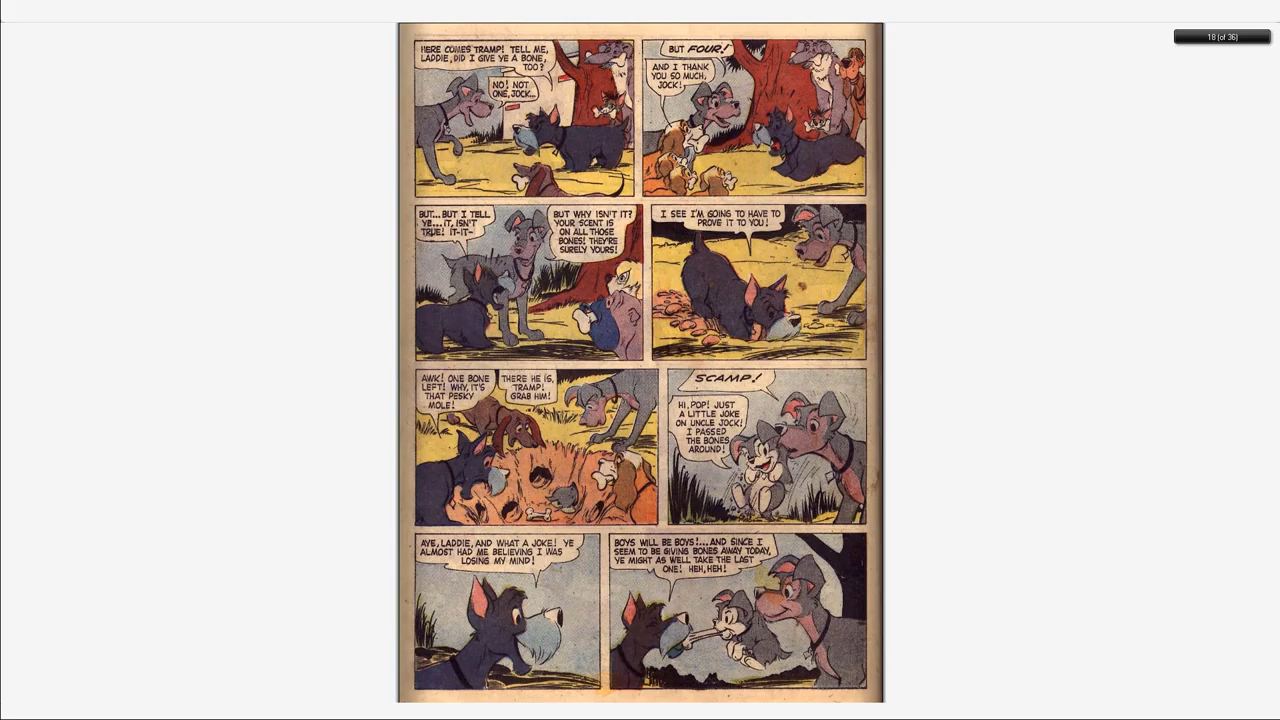 HERE COMES TRAMP! TELL ME,
LADDIE, DID I GIVE YE A BONE,
TOO?
NO! NOT
ONE, JOCK...
BUT FOUR!
AND I THANK
YOU SO MUCH,
JOCK!
BUT... BUT I TELL
YE... IT, ISN'T
TRUE! IT-IT-
BUT WHY ISN'T IT?
YOUR SCENT IS
ON ALL THOSE
BONES! THEY'RE
SURELY YOURS!
I SEE I'M GOING TO HAVE TO
PROVE IT TO YOU!
AWK! ONE BONE
LEFT! WHY, IT'S
THAT PESKY
MOLE!
THERE HE IS,
TRAMP!
GRAB HIM!
SCAMP!
HI, POP! JUST
A LITTLE JOKE
ON UNCLE JOCK!
I PASSED
THE BONES
AROUND!
AYE, LADDIE, AND WHAT A JOKE! YE
ALMOST HAD ME BELIEVING I WAS
LOSING MY MIND!
BOYS WILL BE BOYS!...AND SINCE I
SEEM TO BE GIVING BONES AWAY TODAY,
YE MIGHT AS WELL TAKE THE LAST
ONE! HEH, HEH!
18 (of 36)